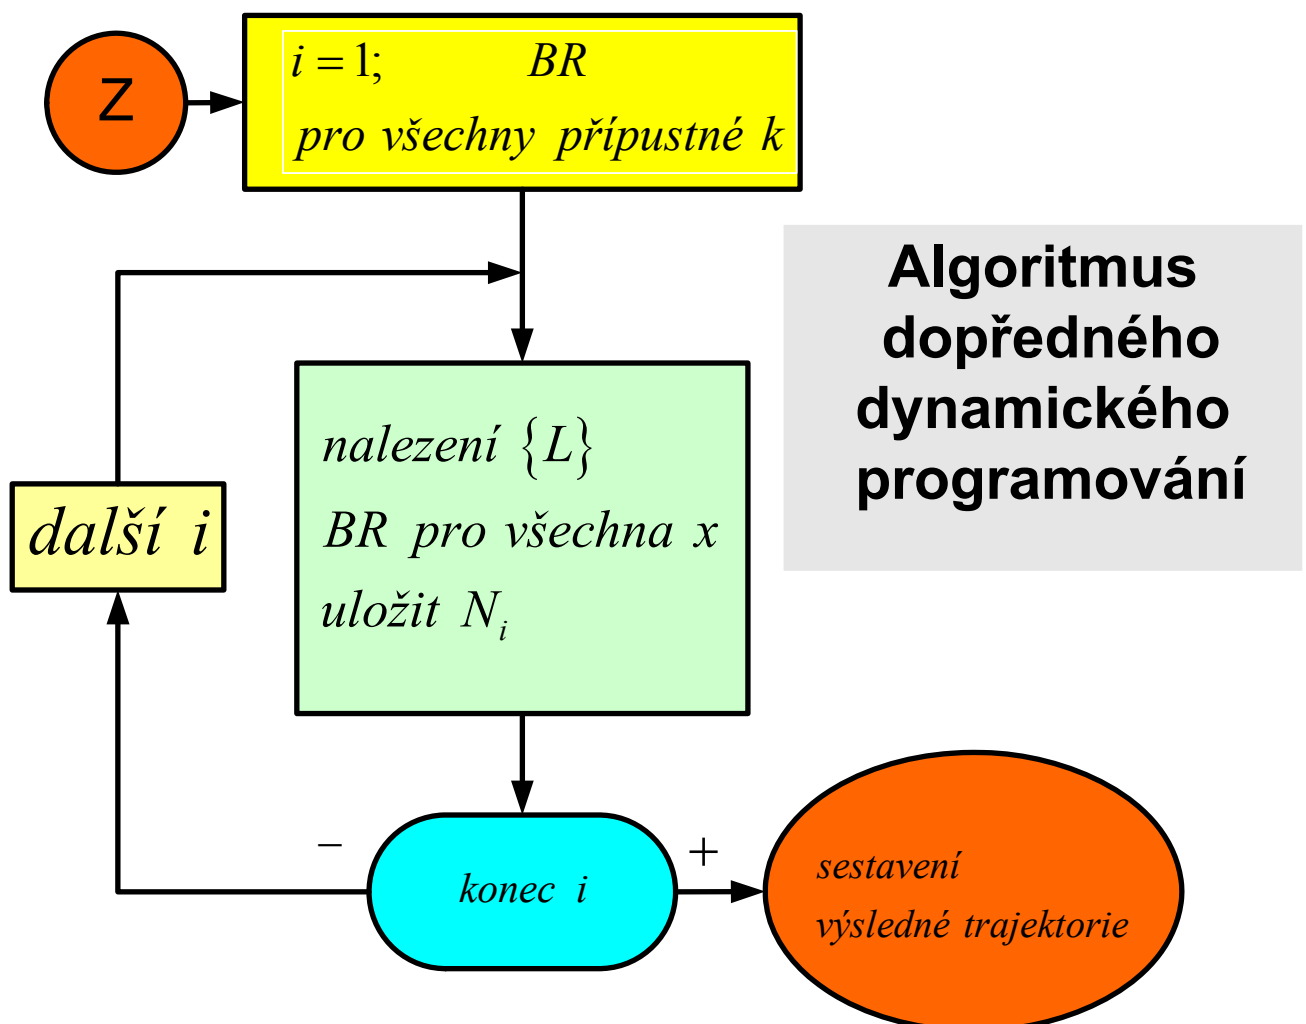 Z
i = 1; BR
pro všechny přípustné k
Algoritmus
dopředného
dynamického
programování
nalezení {L}
BR pro všechna x
uložit N_i
další i
−
konec i
+
sestavení
výsledné trajektorie